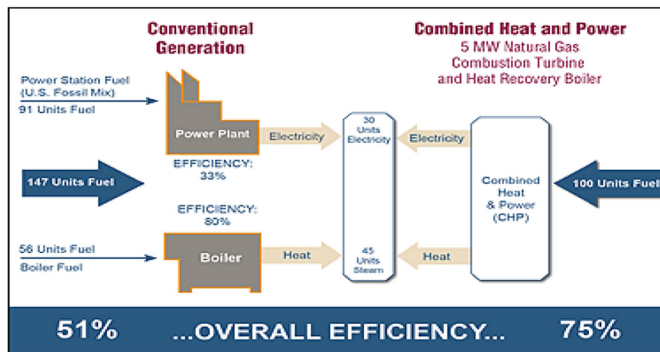 Conventional
Generation
Combined Heat and Power
5 MW Natural Gas
Combustion Turbine
and Heat Recovery Boiler
Power Station Fuel
(U.S. Fossil Mix)
91 Units Fuel
Power Plant
Electricity
30
Units
Electricity
Electricity
EFFICIENCY:
33%
147 Units Fuel
Combined
Heat
& Power
(CHP)
100 Units Fuel
EFFICIENCY:
80%
56 Units Fuel
Boiler Fuel
Boiler
Heat
45
Units
Steam
Heat
51%
...OVERALL EFFICIENCY...
75%